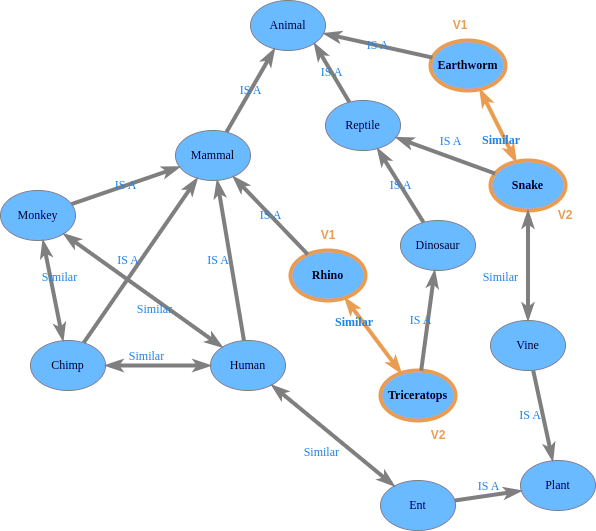 Animal
V1
IS A
Earthworm
IS A
IS A
Reptile
IS A
Similar
Mammal
Snake
IS A
IS A
Monkey
V2
IS A
V1
Dinosaur
IS A
IS A
Rhino
Similar
Similar
Similar
Similar
IS A
Vine
Similar
Chimp
Human
Triceratops
IS A
V2
Similar
IS A
Plant
Ent